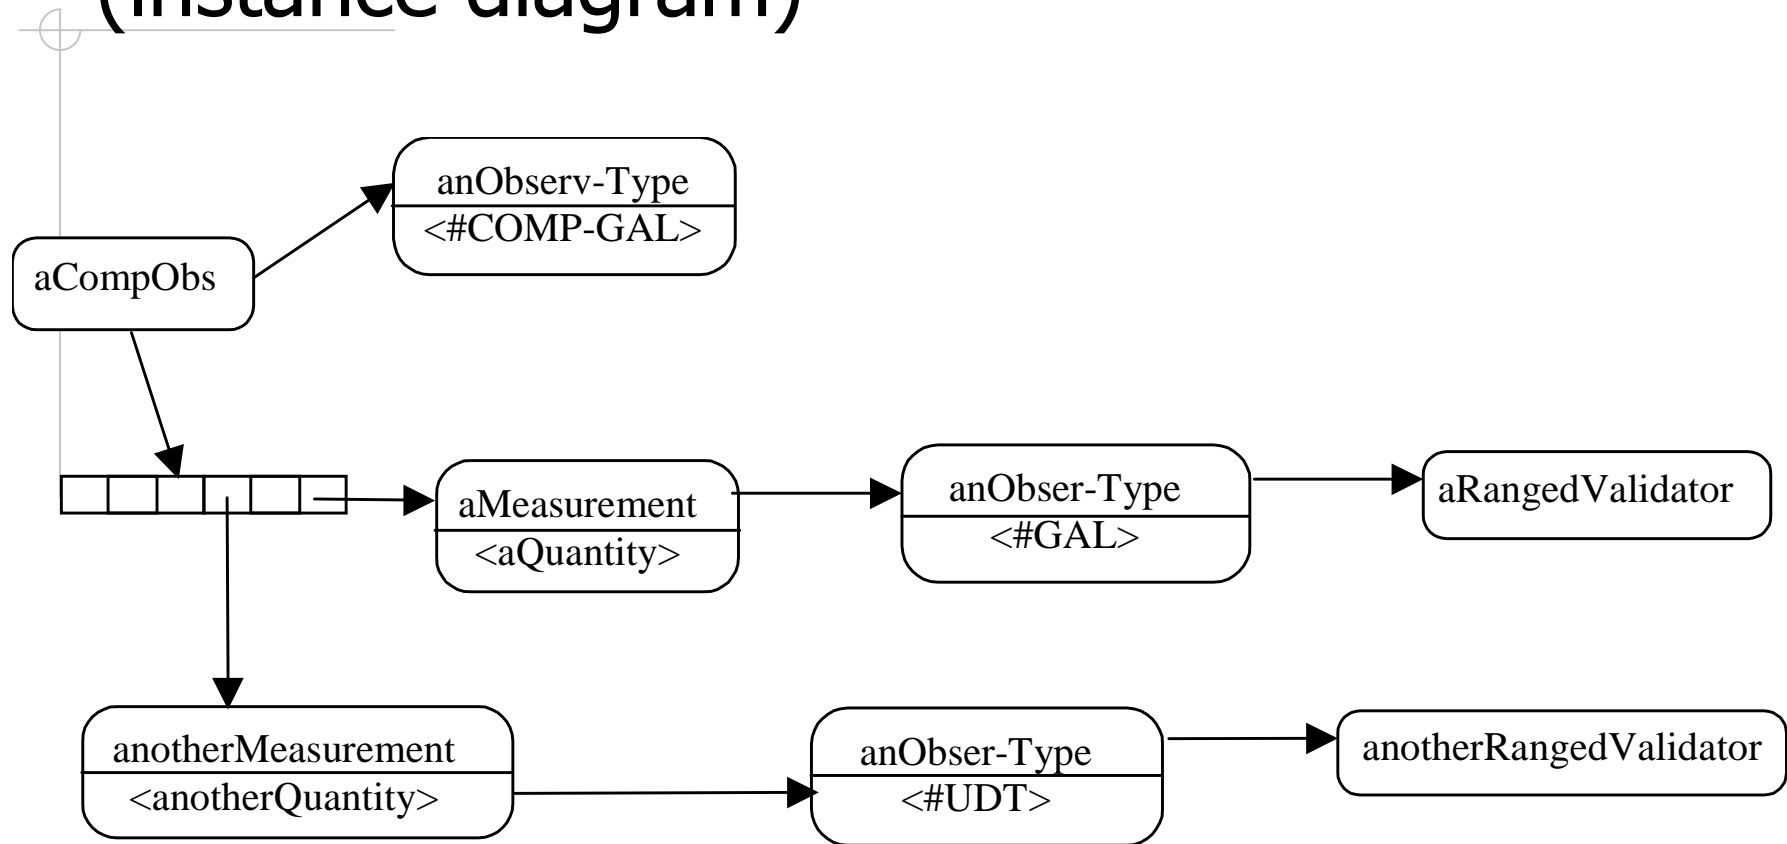 (instance diagram)
anObserv-Type
<#COMP-GAL>
aCompObs
aMeasurement
<aQuantity>
anObser-Type
<#GAL>
aRangedValidator
anotherMeasurement
<anotherQuantity>
anObser-Type
<#UDT>
anotherRangedValidator